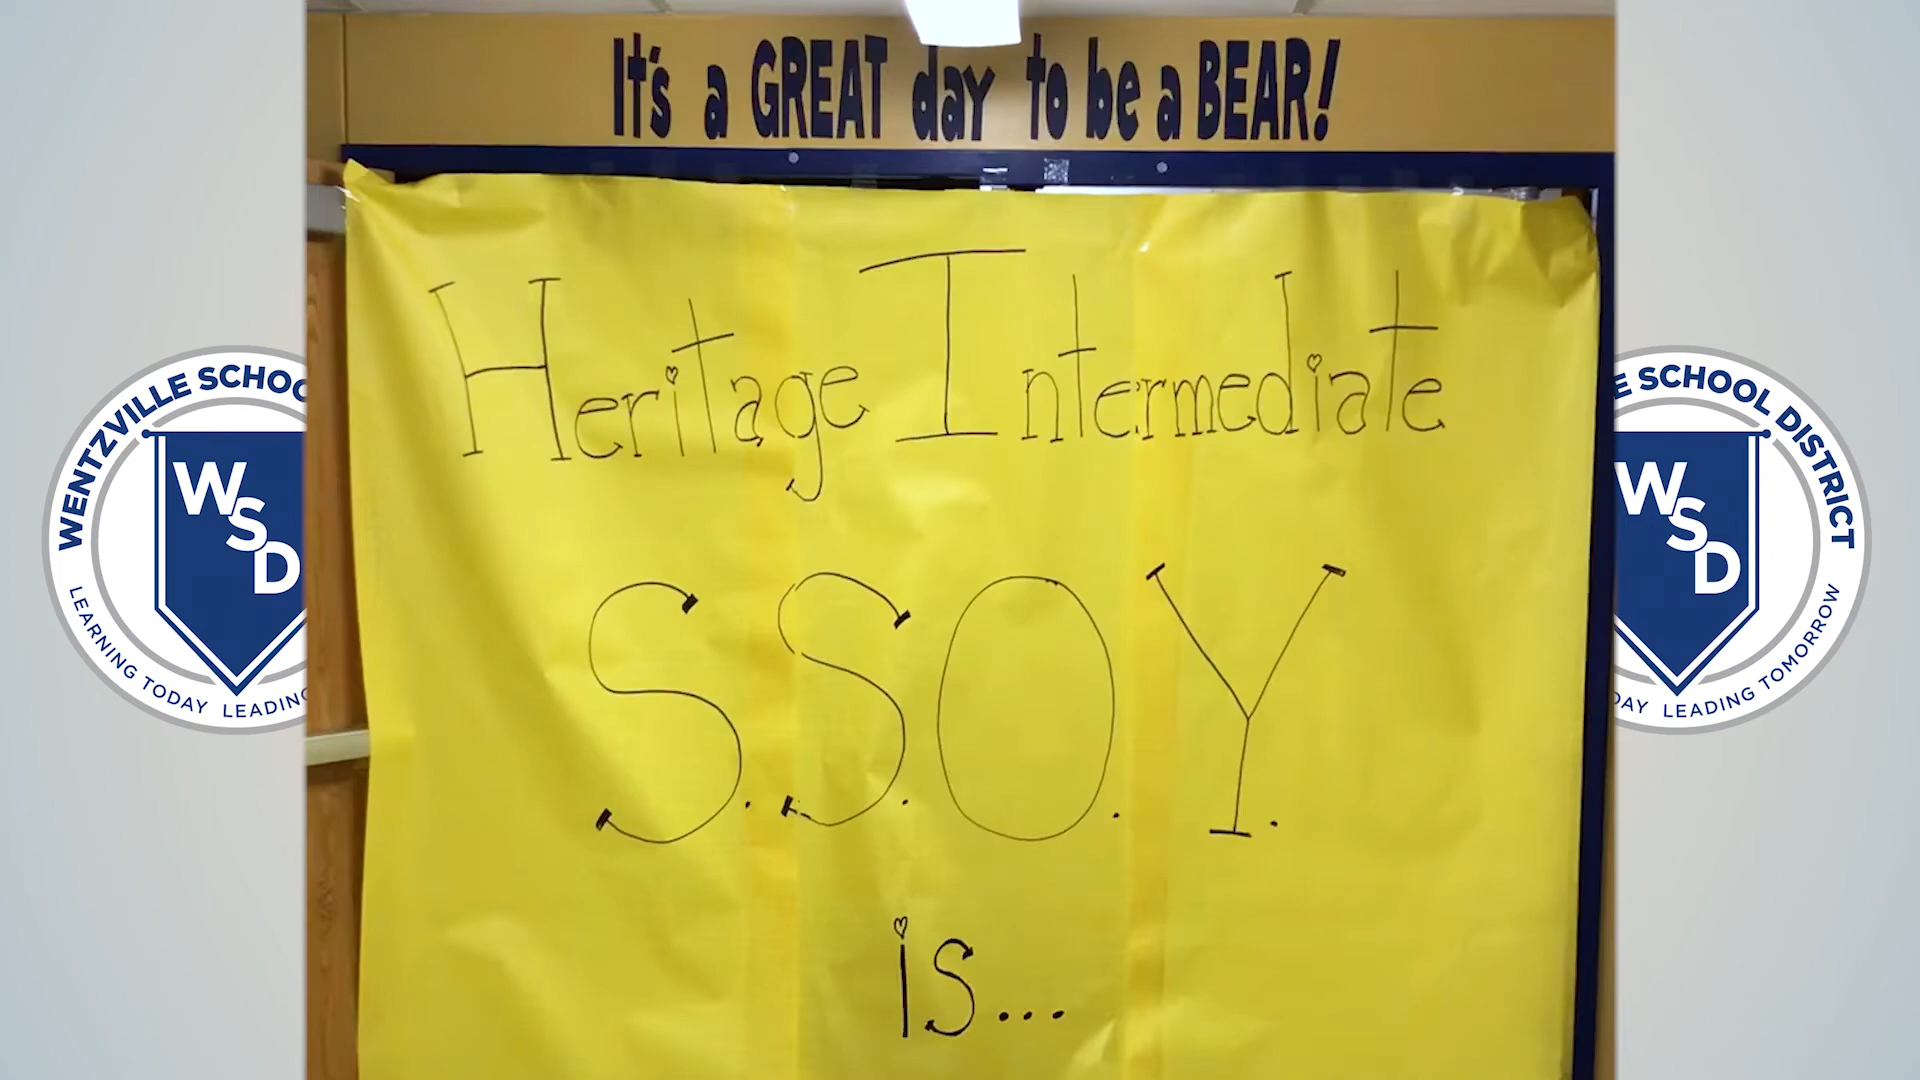 It's a GREAT day to be a BEAR!
Heritage Intermediate
S.S.O.Y.
is...
WENTZVILLE SCHOO
WSD
LEARNING TODAY LEADING
E SCHOOL DISTRICT
WSD
DAY LEADING TOMORROW